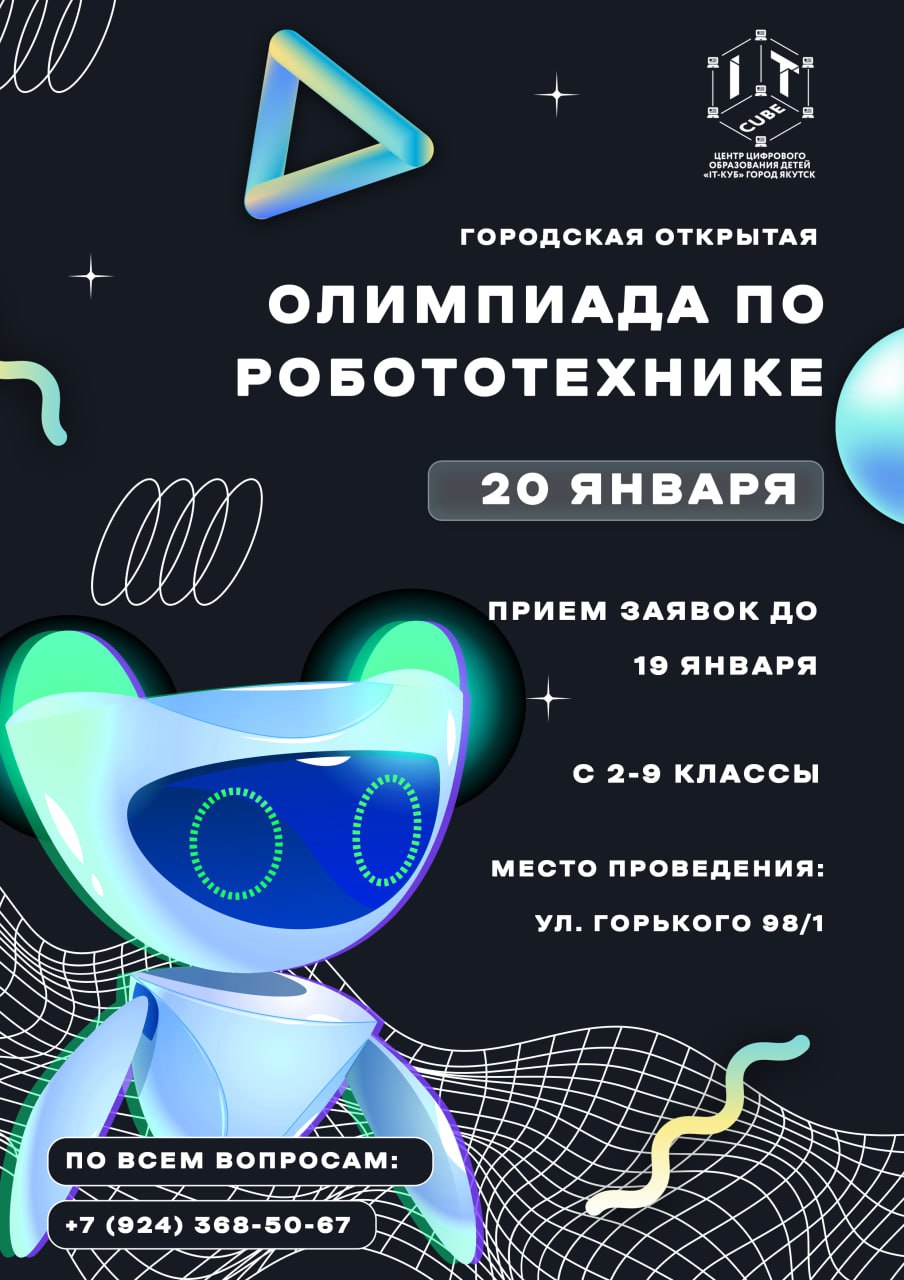 IT
CUBE
ЦЕНТР ЦИФРОВОГО
ОБРАЗОВАНИЯ ДЕТЕЙ
«IT-КУБ» ГОРОД ЯКУТСК
ГОРОДСКАЯ ОТКРЫТАЯ
ОЛИМПИАДА ПО
РОБОТОТЕХНИКЕ
20 ЯНВАРЯ
ПРИЕМ ЗАЯВОК ДО
19 ЯНВАРЯ
С 2-9 КЛАССЫ
МЕСТО ПРОВЕДЕНИЯ:
УЛ. ГОРЬКОГО 98/1
ПО ВСЕМ ВОПРОСАМ:
+7 (924) 368-50-67